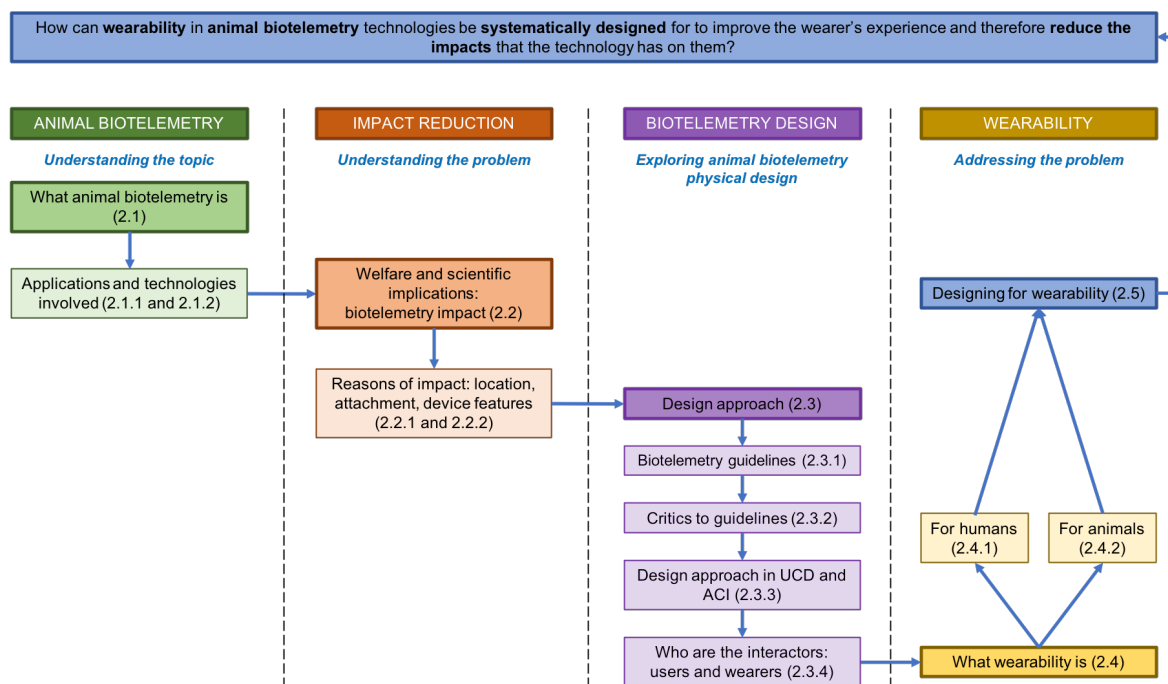 How can wearability in animal biotelemetry technologies be systematically designed for to improve the wearer's experience and therefore reduce the
impacts that the technology has on them?
ANIMAL BIOTELEMETRY
Understanding the topic
What animal biotelemetry is
(2.1)
Applications and technologies
involved (2.1.1 and 2.1.2)
IMPACT REDUCTION
Understanding the problem
Welfare and scientific
implications:
biotelemetry impact (2.2)
Reasons of impact: location,
attachment, device features
(2.2.1 and 2.2.2)
BIOTELEMETRY DESIGN
Exploring animal biotelemetry
physical design
Design approach (2.3)
Biotelemetry guidelines (2.3.1)
Critics to guidelines (2.3.2)
Design approach in UCD and
ACI (2.3.3)
Who are the interactors:
users and wearers (2.3.4)
WEARABILITY
Addressing the problem
Designing for wearability (2.5)
For humans
(2.4.1)
For animals
(2.4.2)
What wearability is (2.4)